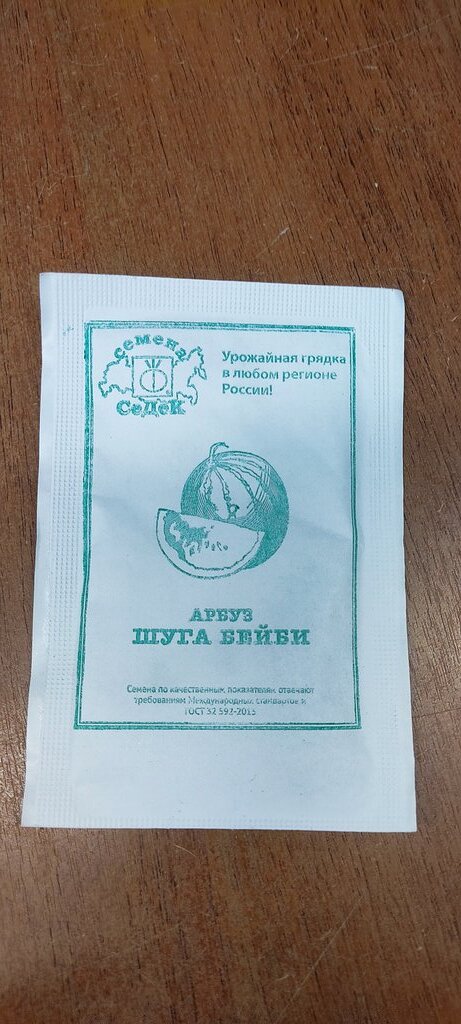 семена
СеДеК
Урожайная грядка
в любом регионе
России!
АРБУЗ
ШУГА БЕЙБИ
Семена по качественным показателям отвечают
требованиям Международных стандартов и
ГОСТ 32 592-2013